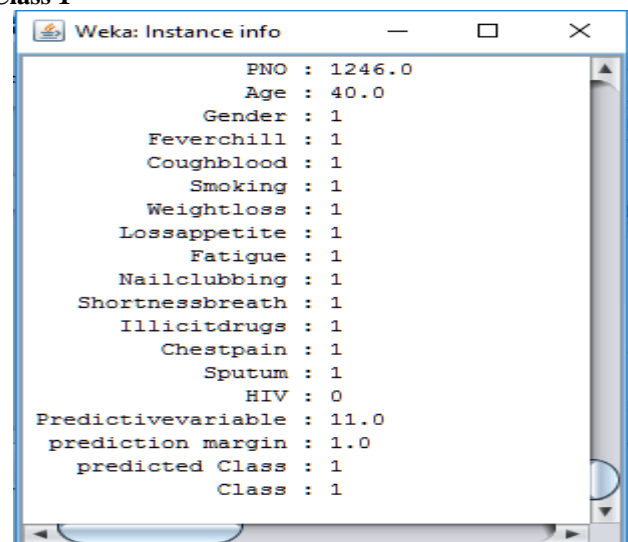 Class 1
Weka: Instance info
PNO : 1246.0
Age : 40.0
Gender : 1
Feverchill : 1
Coughblood : 1
Smoking : 1
Weightloss : 1
Lossappetite : 1
Fatigue : 1
Nailclubbing : 1
Shortnessbreath : 1
Illicitdrugs : 1
Chestpain : 1
Sputum : 1
HIV : 0
Predictivevariable : 11.0
prediction margin : 1.0
predicted Class : 1
Class : 1